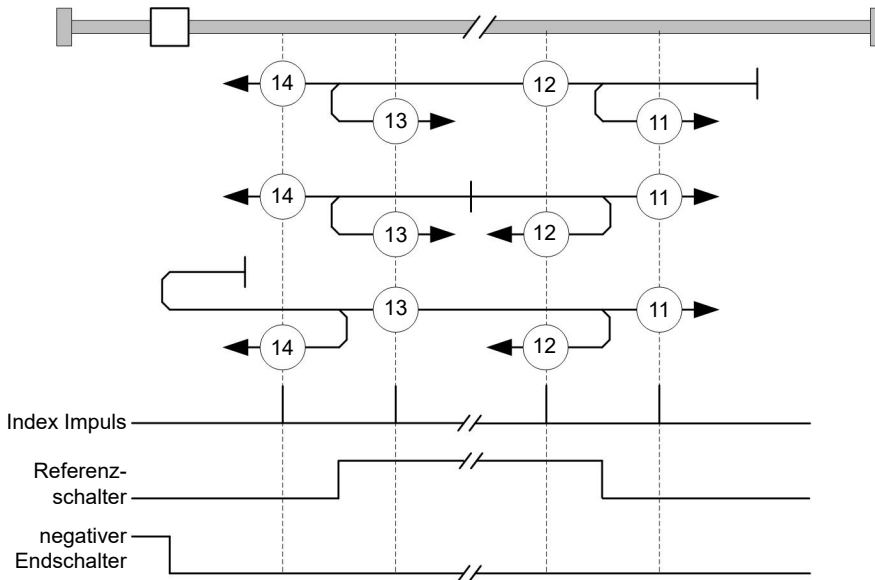 14
12
13
11
14
11
13
12
13
11
14
12
Index Impuls
Referenz-
schalter
negativer
Endschalter